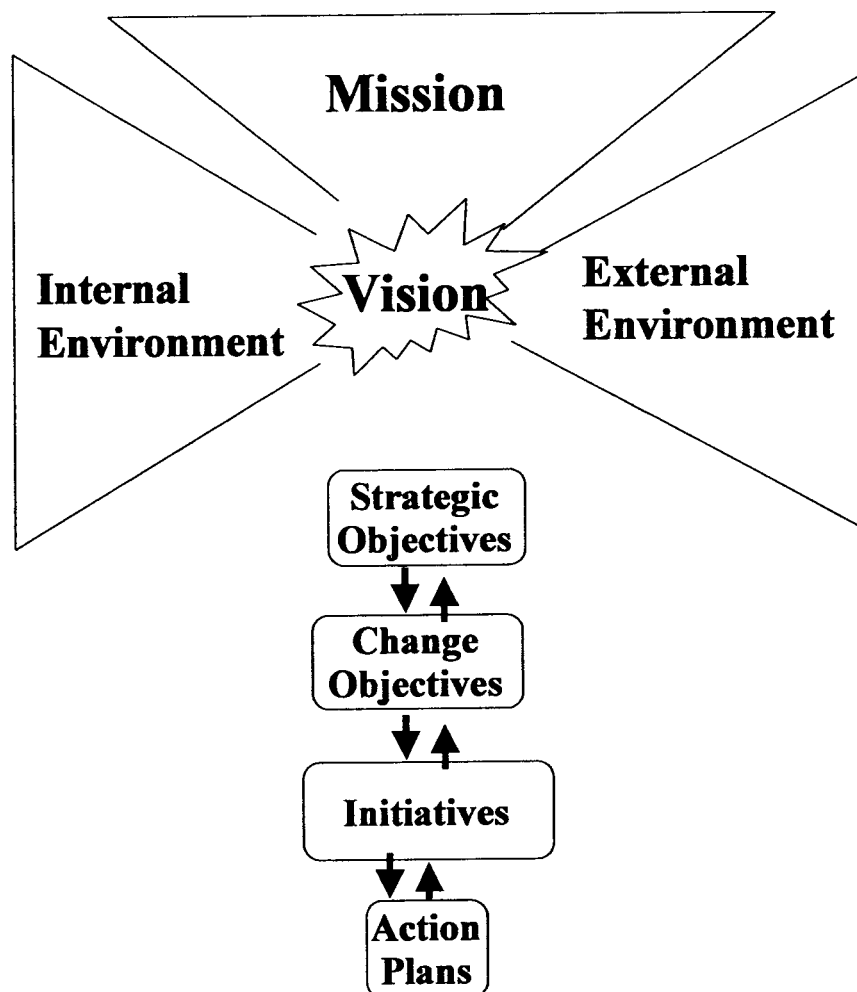 Mission
Internal
Environment
Vision
External
Environment
Strategic
Objectives
Change
Objectives
Initiatives
Action
Plans